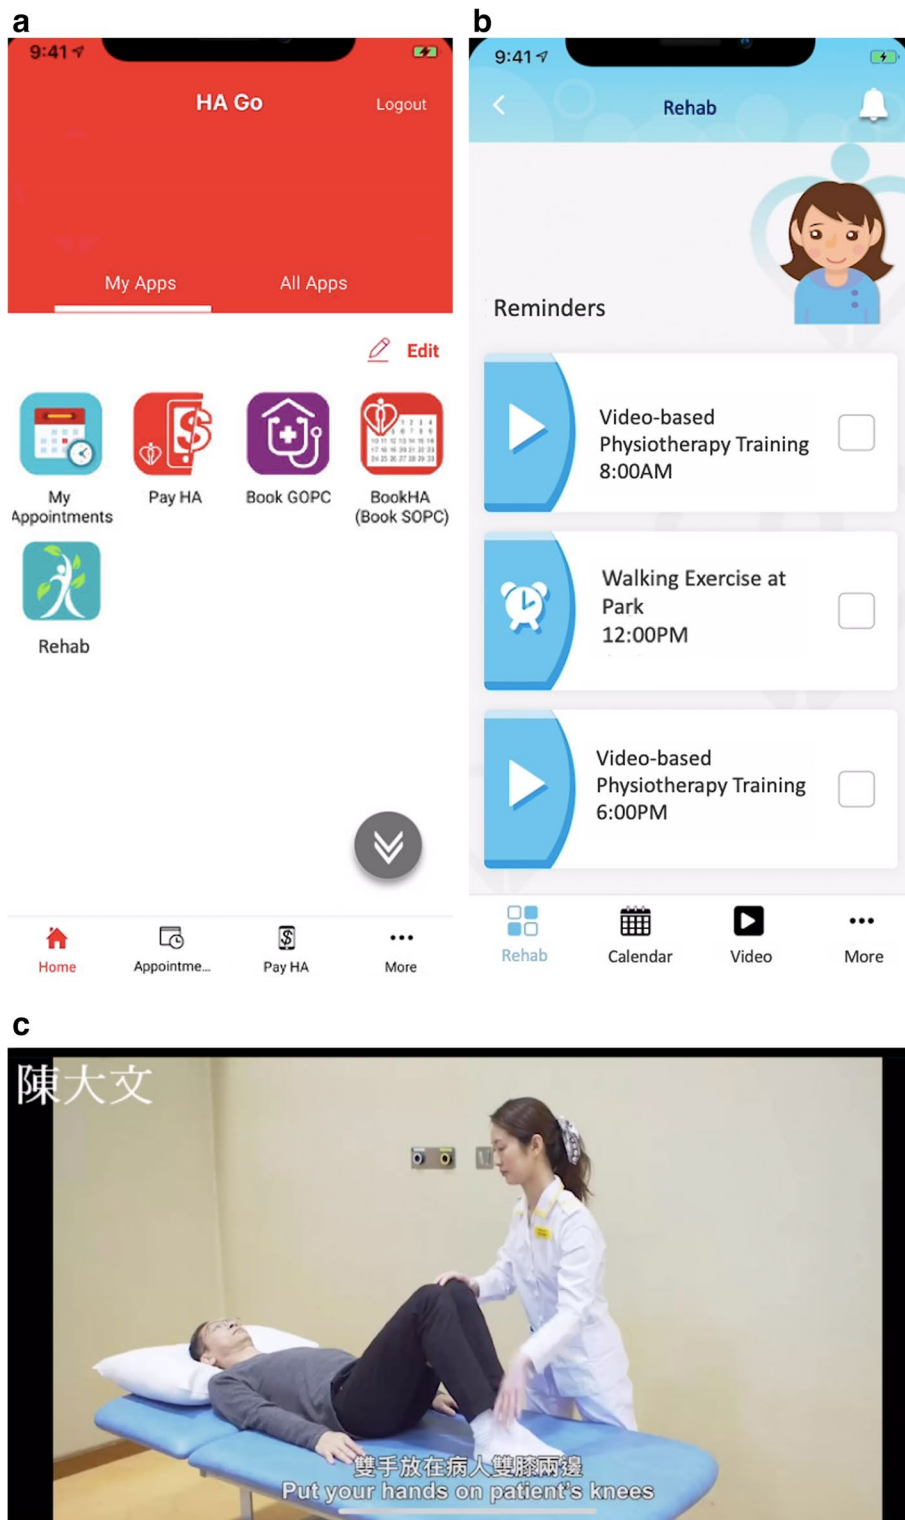 a
9:41
HA Go
Logout
My Apps
All Apps
Edit
My
Appointments
Pay HA
Book GOPC
BookHA
(Book SOPC)
Rehab
Home
Appointme...
Pay HA
More
b
9:41
Rehab
Reminders
Video-based
Physiotherapy Training
8:00AM
Walking Exercise at
Park
12:00PM
Video-based
Physiotherapy Training
6:00PM
Rehab
Calendar
Video
More
c
陳大文
雙手放在病人雙膝兩邊
Put your hands on patient's knees